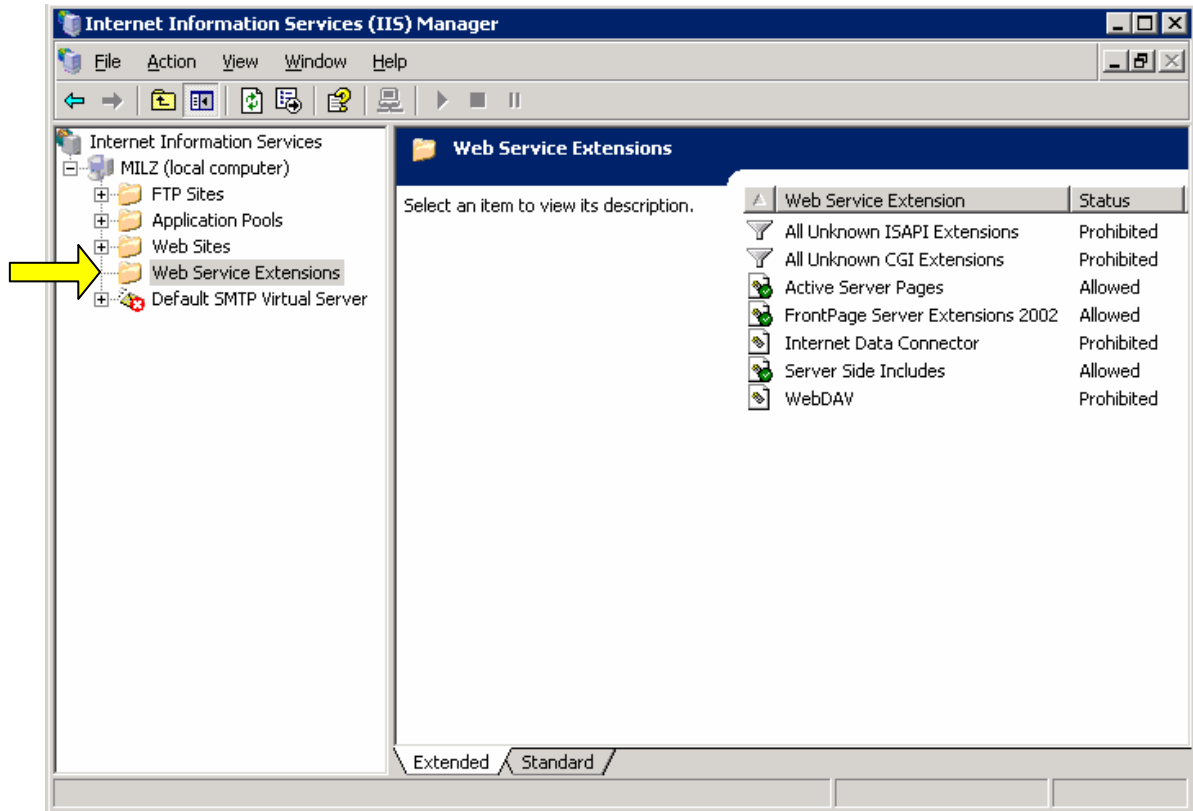 Internet Information Services (IIS) Manager
File Action View Window Help
Internet Information Services
MILZ (local computer)
FTP Sites
Application Pools
Web Sites
Web Service Extensions
Default SMTP Virtual Server
Web Service Extensions
Select an item to view its description.
Web Service Extension Status
All Unknown ISAPI Extensions Prohibited
All Unknown CGI Extensions Prohibited
Active Server Pages Allowed
FrontPage Server Extensions 2002 Allowed
Internet Data Connector Prohibited
Server Side Includes Allowed
WebDAV Prohibited
Extended Standard